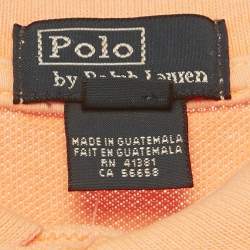 Polo
by Ralph Lauren
MADE IN GUATEMALA
FAIT EN GUATEMALA
RN 41381
CA 56658